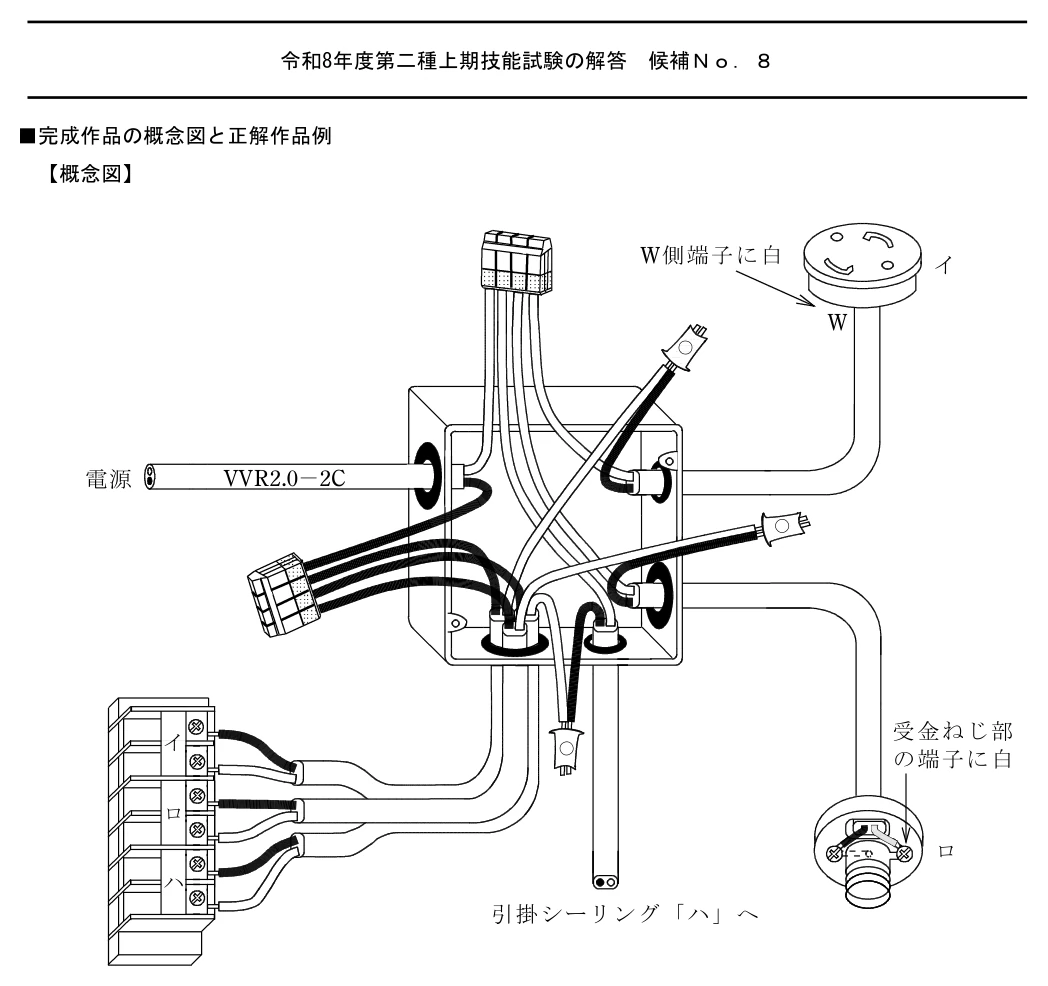 令和8年度第二種上期技能試験の解答　候補Ｎｏ．８
■完成作品の概念図と正解作品例
【概念図】
W側端子に白
イ
W
電源
VVR2.0－2C
受金ねじ部
の端子に白
イ
ロ
ロ
ハ
引掛シーリング「ハ」へ